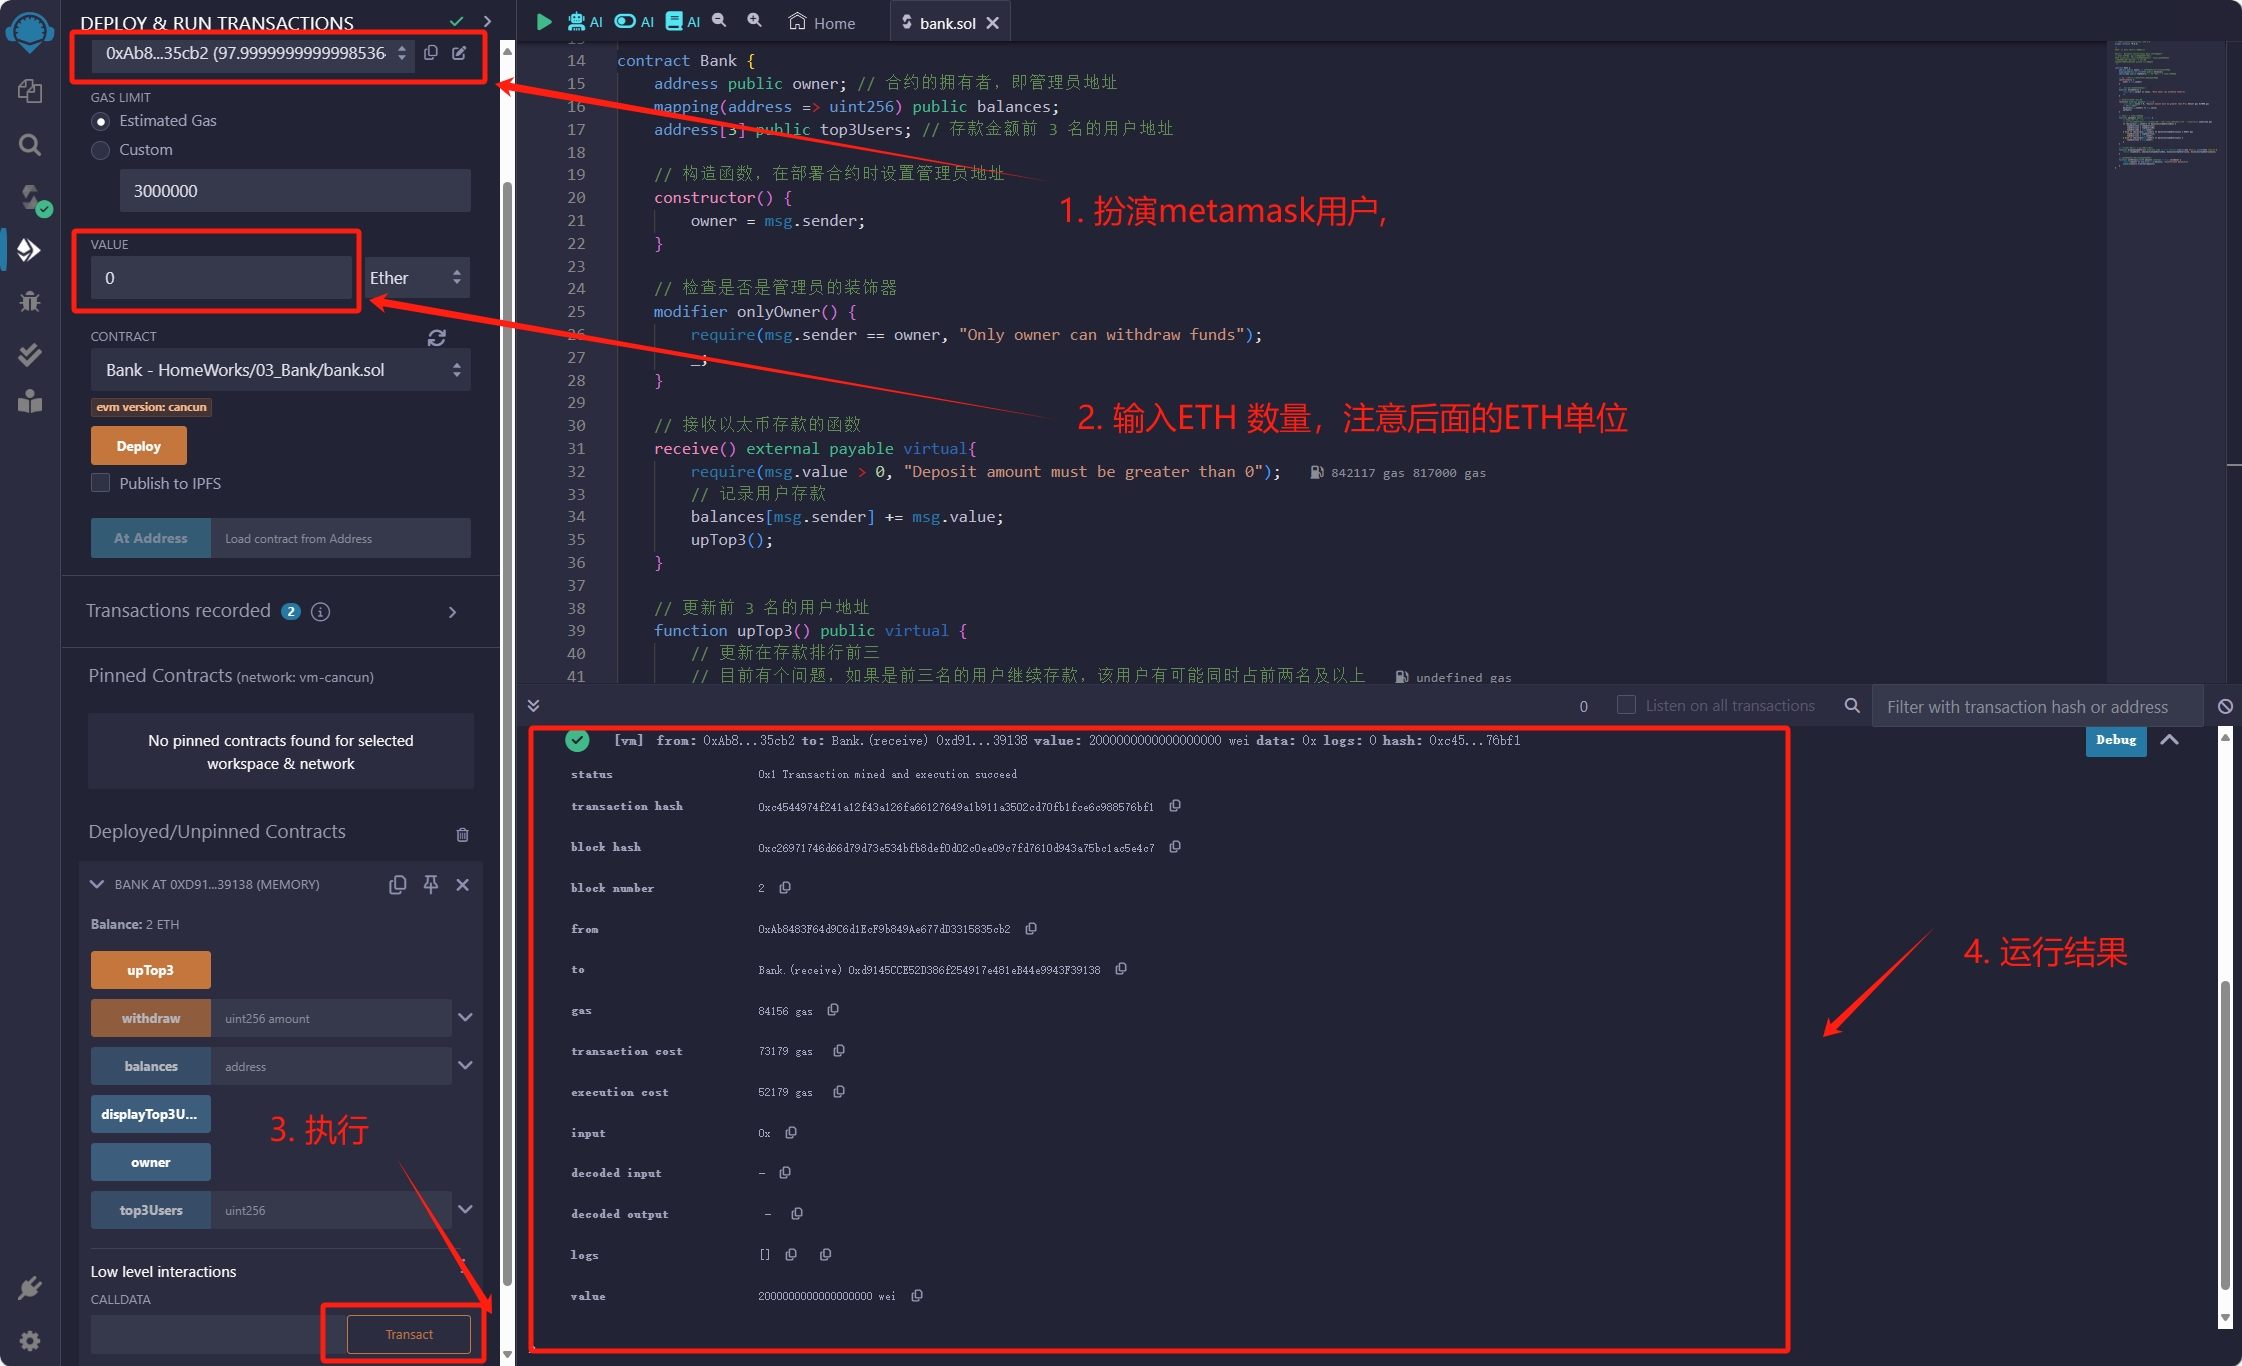 DEPLOY & RUN TRANSACTIONS
0xAb8...35cb2 (97.9999999999998536
GAS LIMIT
Estimated Gas
Custom
3000000
VALUE
0
Ether
CONTRACT
Bank - HomeWorks/03_Bank/bank.sol
evm version: cancun
Deploy
Publish to IPFS
At Address
Load contract from Address
Transactions recorded 2
Pinned Contracts (network: vm-cancun)
No pinned contracts found for selected
workspace & network
Deployed/Unpinned Contracts
BANK AT 0XD91...39138 (MEMORY)
Balance: 2 ETH
upTop3
withdraw uint256 amount
balances address
displayTop3U...
owner
top3Users uint256
Low level interactions
CALLDATA
Transact
3. 执行
AI AI AI Home bank.sol
14 contract Bank {
15 address public owner; // 合约的拥有者，即管理员地址
16 mapping(address => uint256) public balances;
17 address[3] public top3Users; // 存款金额前 3 名的用户地址
18
19 // 构造函数，在部署合约时设置管理员地址
20 constructor() {
21 owner = msg.sender;
22 }
23
24 // 检查是否是管理员的装饰器
25 modifier onlyOwner() {
26 require(msg.sender == owner, "Only owner can withdraw funds");
27 _;
28 }
29
30 // 接收以太币存款的函数
31 receive() external payable virtual{
32 require(msg.value > 0, "Deposit amount must be greater than 0"); 842117 gas 817000 gas
33 // 记录用户存款
34 balances[msg.sender] += msg.value;
35 upTop3();
36 }
37
38 // 更新前 3 名的用户地址
39 function upTop3() public virtual {
40 // 更新在存款排行前三
41 // 目前有个问题，如果是前三名的用户继续存款，该用户有可能同时占前两名及以上 undefined gas
1. 扮演metamask用户,
2. 输入ETH 数量，注意后面的ETH单位
0 Listen on all transactions Filter with transaction hash or address
[vm] from: 0xAb8...35cb2 to: Bank.(receive) 0xd91...39138 value: 2000000000000000000 wei data: 0x logs: 0 hash: 0xc45...76bf1
Debug
status 0x1 Transaction mined and execution succeed
transaction hash 0xc4544974f241a12f43a126fa66127649a1b911a3502cd70fb1fce6c988576bf1
block hash 0xc26971746d66d79d73e534bfb8def0d02c0ee09c7fd7610d943a75bc1ac5e4c7
block number 2
from 0xAb8483F64d9C6d1EcF9b849Ae677dD3315835cb2
to Bank.(receive) 0xd9145CCE52D386f254917e481eB44e9943F39138
gas 84156 gas
transaction cost 73179 gas
execution cost 52179 gas
input 0x
decoded input -
decoded output -
logs []
value 2000000000000000000 wei
4. 运行结果